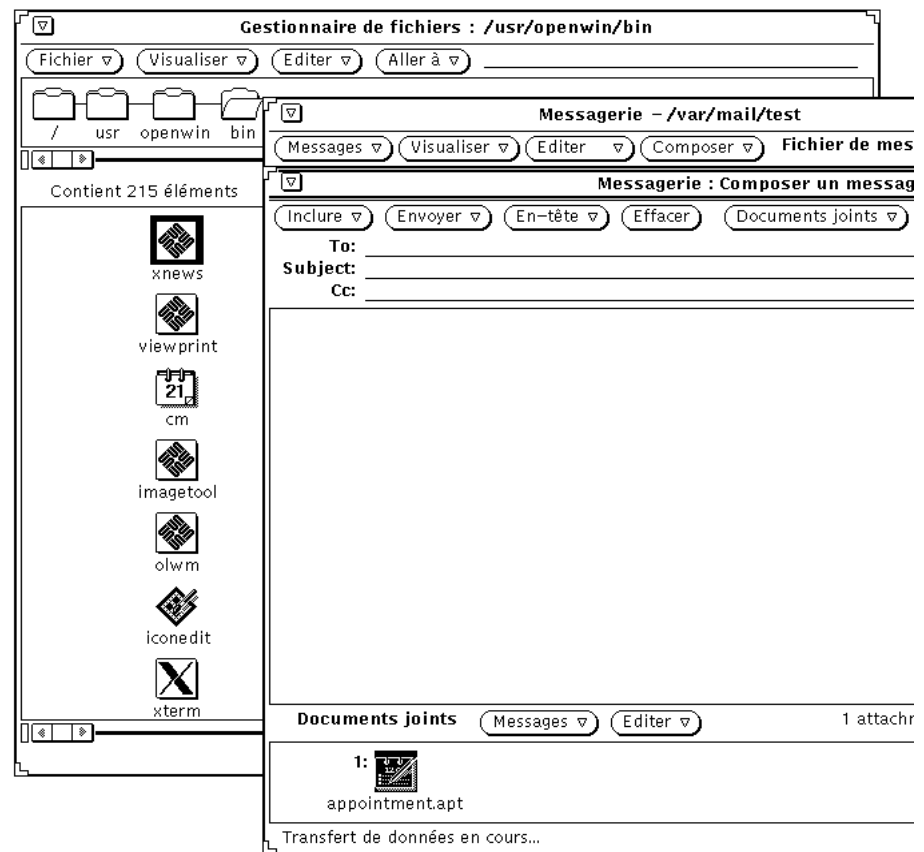 Gestionnaire de fichiers : /usr/openwin/bin
Fichier Visualiser Editer Aller à
/ usr openwin bin
Contient 215 éléments
xnews
viewprint
21
cm
imagetool
olwm
iconedit
xterm
Messagerie – /var/mail/test
Messages Visualiser Editer Composer Fichier de mes
Messagerie : Composer un messag
Inclure Envoyer En–tête Effacer Documents joints
To:
Subject:
Cc:
Documents joints Messages Editer 1 attachr
1:
appointment.apt
Transfert de données en cours...